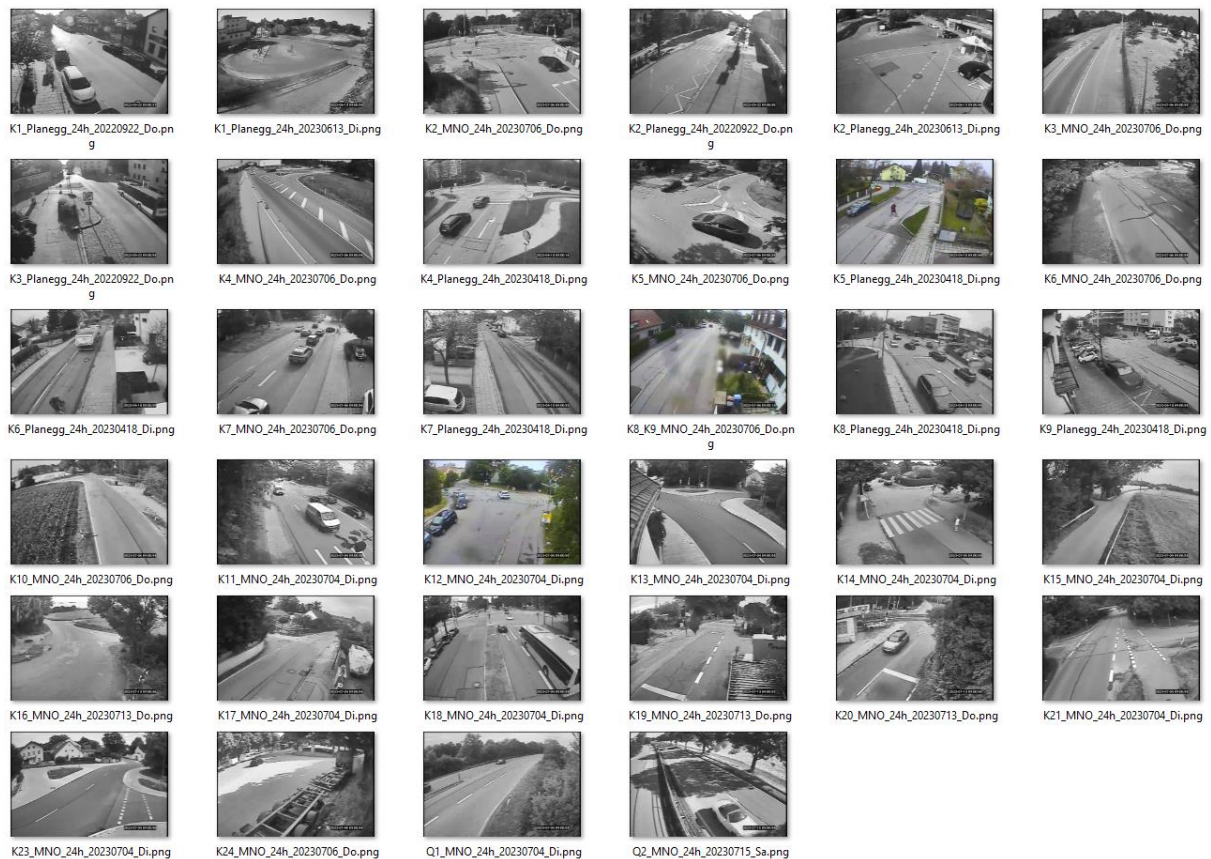 K1_Planegg_24h_20220922_Do.pn
g
K1_Planegg_24h_20230613_Di.png
K2_MNO_24h_20230706_Do.png
K2_Planegg_24h_20220922_Do.pn
g
K2_Planegg_24h_20230613_Di.png
K3_MNO_24h_20230706_Do.png
K3_Planegg_24h_20220922_Do.pn
g
K4_MNO_24h_20230706_Do.png
K4_Planegg_24h_20230418_Di.png
K5_MNO_24h_20230706_Do.png
K5_Planegg_24h_20230418_Di.png
K6_MNO_24h_20230706_Do.png
K6_Planegg_24h_20230418_Di.png
K7_MNO_24h_20230706_Do.png
K7_Planegg_24h_20230418_Di.png
K8_K9_MNO_24h_20230706_Do.pn
g
K8_Planegg_24h_20230418_Di.png
K9_Planegg_24h_20230418_Di.png
K10_MNO_24h_20230706_Do.png
K11_MNO_24h_20230704_Di.png
K12_MNO_24h_20230704_Di.png
K13_MNO_24h_20230704_Di.png
K14_MNO_24h_20230704_Di.png
K15_MNO_24h_20230704_Di.png
K16_MNO_24h_20230713_Do.png
K17_MNO_24h_20230704_Di.png
K18_MNO_24h_20230704_Di.png
K19_MNO_24h_20230713_Do.png
K20_MNO_24h_20230713_Do.png
K21_MNO_24h_20230704_Di.png
K23_MNO_24h_20230704_Di.png
K24_MNO_24h_20230706_Do.png
Q1_MNO_24h_20230704_Di.png
Q2_MNO_24h_20230715_Sa.png